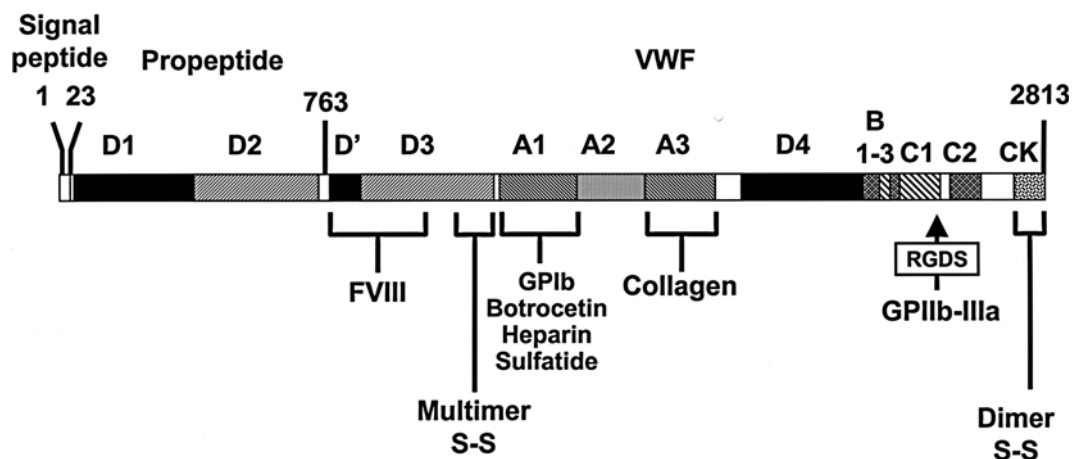 Signal
peptide
Propeptide
VWF
1 23
763
2813
D1 D2 D' D3 A1 A2 A3 D4 B
1-3 C1 C2 CK
FVIII
GPIb
Botrocetin
Heparin
Sulfatide
Collagen
RGDS
GPIIb-IIIa
Multimer
S-S
Dimer
S-S